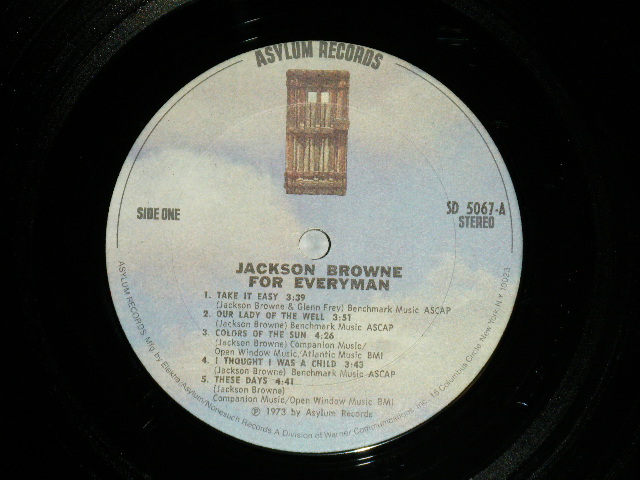 ASYLUM RECORDS
SIDE ONE
SD 5067-A
STEREO
JACKSON BROWNE
FOR EVERYMAN
1. TAKE IT EASY 3:39
(Jackson Browne & Glenn Frey) Benchmark Music ASCAP
2. OUR LADY OF THE WELL 3:51
(Jackson Browne) Benchmark Music ASCAP
3. COLORS OF THE SUN 4:26
(Jackson Browne) Companion Music/
Open Window Music/Atlantic Music BMI
4. I THOUGHT I WAS A CHILD 3:43
(Jackson Browne) Benchmark Music ASCAP
5. THESE DAYS 4:41
(Jackson Browne)
Companion Music/Open Window Music BMI
℗ 1973 by Asylum Records
ASYLUM RECORDS Mfg. by Elektra/Asylum/Nonesuch Records A Division of Warner Communications, Inc., 15 Columbus Circle New York N.Y. 10023